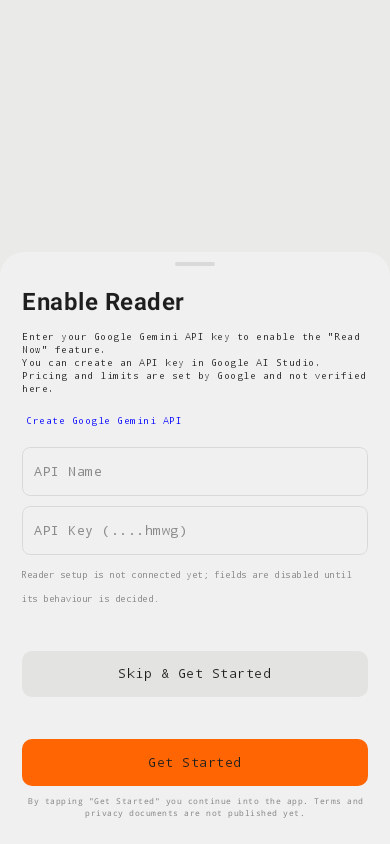 Enable Reader
Enter your Google Gemini API key to enable the "Read
Now" feature.
You can create an API key in Google AI Studio.
Pricing and limits are set by Google and not verified
here.
Create Google Gemini API
API Name
API Key (....hmwg)
Reader setup is not connected yet; fields are disabled until
its behaviour is decided.
Skip & Get Started
Get Started
By tapping "Get Started" you continue into the app. Terms and
privacy documents are not published yet.